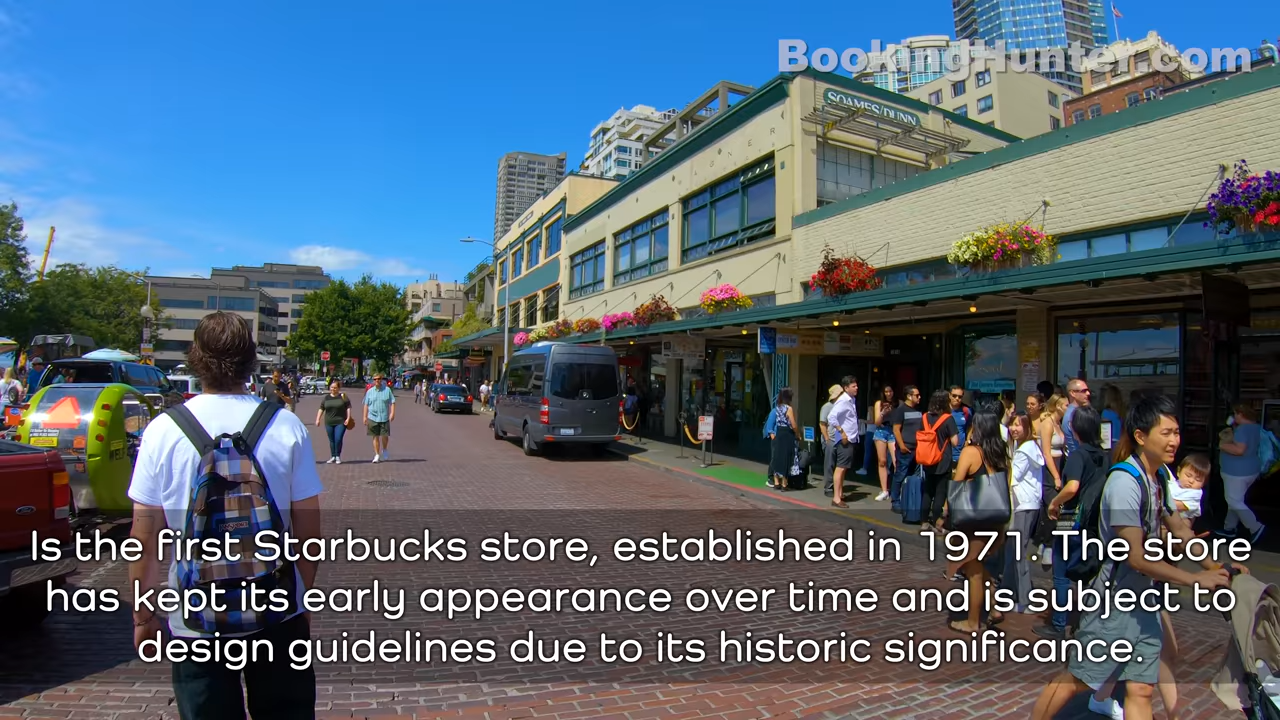 BookingHunter.com
SOAMES/DUNN
Is the first Starbucks store, established in 1971. The store
has kept its early appearance over time and is subject to
design guidelines due to its historic significance.